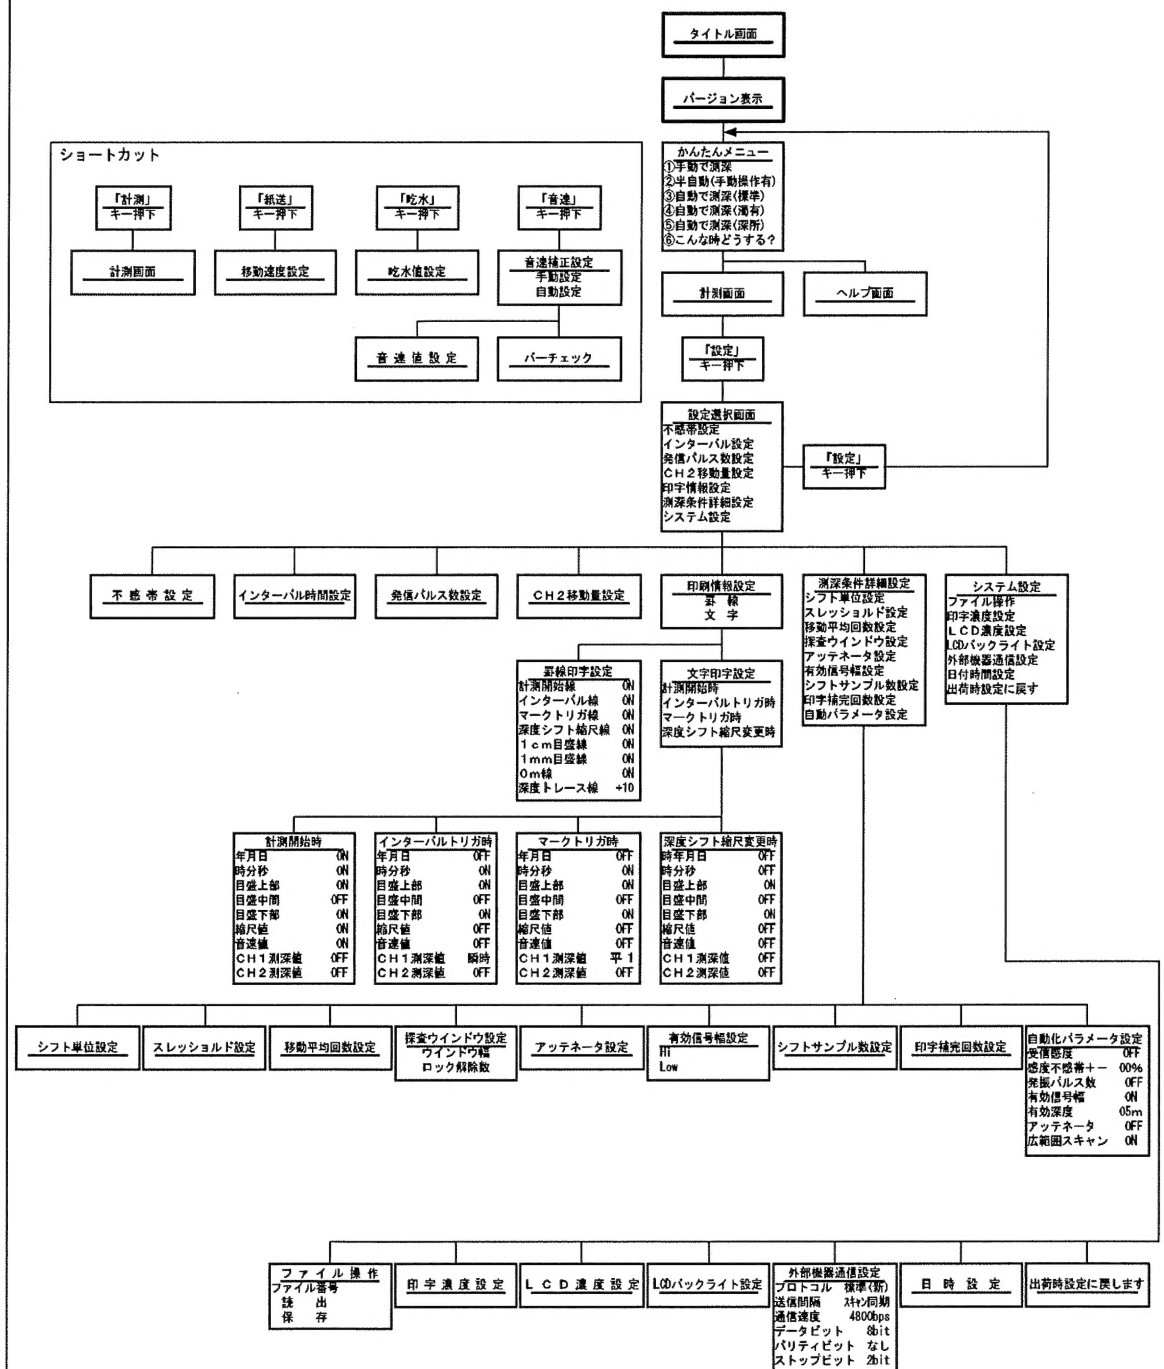 タイトル画面
バージョン表示
ショートカット
「計測」
キー押下
「紙送」
キー押下
「吃水」
キー押下
「音速」
キー押下
計測画面
移動速度設定
吃水値設定
音速補正設定
手動設定
自動設定
音速値設定
バーチェック
かんたんメニュー
①手動で測深
②半自動(手動操作有)
③自動で測深(標準)
④自動で測深(濁有)
⑤自動で測深(深所)
⑥こんな時どうする?
計測画面
ヘルプ画面
「設定」
キー押下
設定選択画面
不感帯設定
インターバル設定
発信パルス数設定
CH2移動量設定
印字情報設定
測深条件詳細設定
システム設定
「設定」
キー押下
不感帯設定
インターバル時間設定
発信パルス数設定
CH2移動量設定
印刷情報設定
罫線
文字
測深条件詳細設定
シフト単位設定
スレッショルド設定
移動平均回数設定
探査ウインドウ設定
アッテネータ設定
有効信号幅設定
シフトサンプル数設定
印字補完回数設定
自動パラメータ設定
システム設定
ファイル操作
印字濃度設定
LCD濃度設定
LCDバックライト設定
外部機器通信設定
日付時間設定
出荷時設定に戻す
罫線印字設定
計測開始線 ON
インターバル線 ON
マークトリガ線 ON
深度シフト縮尺線 ON
1cm目盛線 ON
1mm目盛線 ON
0m線 ON
深度トレース線 +10
文字印字設定
計測開始時
インターバルトリガ時
マークトリガ時
深度シフト縮尺変更時
計測開始時
年月日 ON
時分秒 ON
目盛上部 ON
目盛中間 OFF
目盛下部 ON
縮尺値 ON
音速値 ON
CH1測深値 OFF
CH2測深値 OFF
インターバルトリガ時
年月日 OFF
時分秒 ON
目盛上部 ON
目盛中間 OFF
目盛下部 ON
縮尺値 OFF
音速値 OFF
CH1測深値 瞬時
CH2測深値 OFF
マークトリガ時
年月日 OFF
時分秒 ON
目盛上部 ON
目盛中間 OFF
目盛下部 ON
縮尺値 OFF
音速値 OFF
CH1測深値 平1
CH2測深値 OFF
深度シフト縮尺変更時
時年月日 OFF
時分秒 OFF
目盛上部 ON
目盛中間 OFF
目盛下部 ON
縮尺値 OFF
音速値 OFF
CH1測深値 OFF
CH2測深値 OFF
シフト単位設定
スレッショルド設定
移動平均回数設定
探査ウインドウ設定
ウインドウ幅
ロック解除数
アッテネータ設定
有効信号幅設定
Hi
Low
シフトサンプル数設定
印字補完回数設定
自動化パラメータ設定
受信感度 OFF
感度不感帯+- 00%
発振パルス数 OFF
有効信号幅 ON
有効深度 05m
アッテネータ OFF
広範囲スキャン ON
ファイル操作
ファイル番号
読出
保存
印字濃度設定
LCD濃度設定
LCDバックライト設定
外部機器通信設定
プロトコル 標準(新)
送信間隔 スキャン同期
通信速度 4800bps
データビット 8bit
パリティビット なし
ストップビット 2bit
日時設定
出荷時設定に戻します